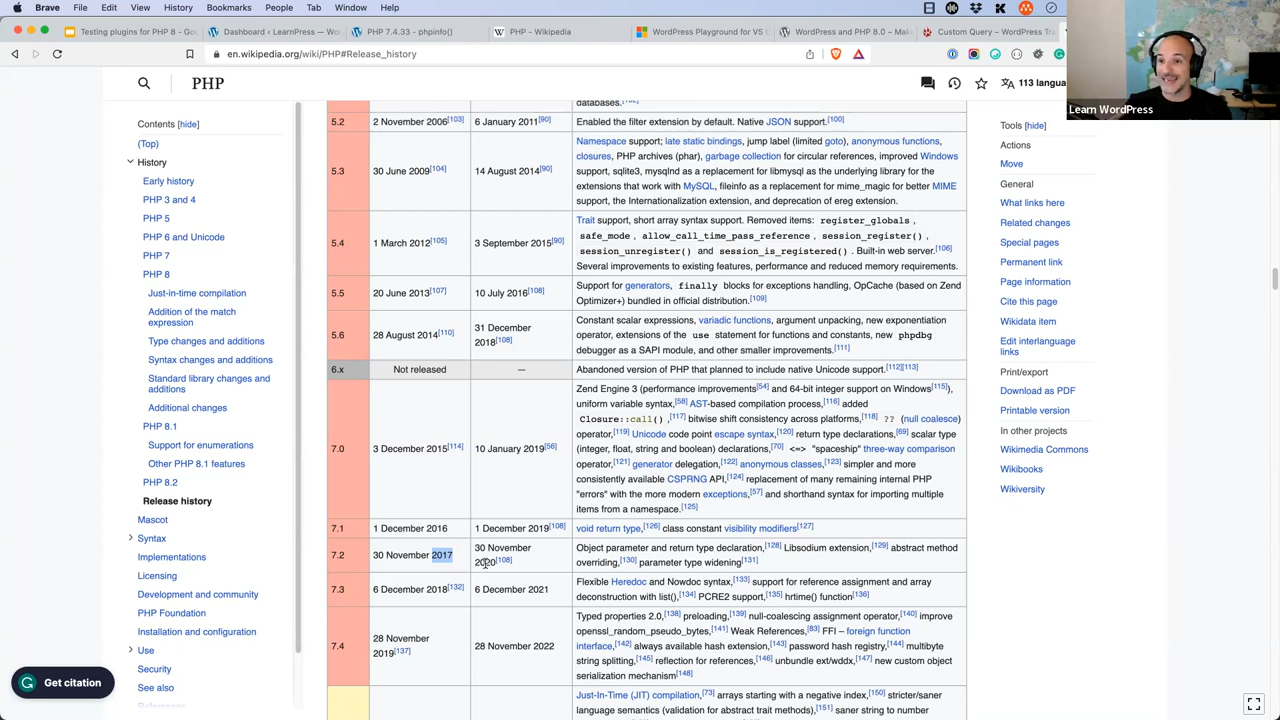 Brave File Edit View History Bookmarks People Tab Window Help
Testing plugins for PHP 8 - Goo
Dashboard ‹ LearnPress — Wor
PHP 7.4.33 - phpinfo()
PHP - Wikipedia
WordPress Playground for VS C
WordPress and PHP 8.0 – Mak
Custom Query – WordPress Tra
en.wikipedia.org/wiki/PHP#Release_history
PHP
113 langua
Learn WordPress
Contents [hide]
(Top)
History
Early history
PHP 3 and 4
PHP 5
PHP 6 and Unicode
PHP 7
PHP 8
Just-in-time compilation
Addition of the match
expression
Type changes and additions
Syntax changes and additions
Standard library changes and
additions
Additional changes
PHP 8.1
Support for enumerations
Other PHP 8.1 features
PHP 8.2
Release history
Mascot
Syntax
Implementations
Licensing
Development and community
PHP Foundation
Installation and configuration
Use
Security
See also
References
Get citation
databases.
5.2 2 November 2006[103] 6 January 2011[90] Enabled the filter extension by default. Native JSON support.[100]
Namespace support; late static bindings, jump label (limited goto), anonymous functions,
closures, PHP archives (phar), garbage collection for circular references, improved Windows
5.3 30 June 2009[104] 14 August 2014[90] support, sqlite3, mysqlnd as a replacement for libmysql as the underlying library for the
extensions that work with MySQL, fileinfo as a replacement for mime_magic for better MIME
support, the Internationalization extension, and deprecation of ereg extension.
Trait support, short array syntax support. Removed items: register_globals,
safe_mode, allow_call_time_pass_reference, session_register(),
5.4 1 March 2012[105] 3 September 2015[90] session_unregister() and session_is_registered(). Built-in web server.[106]
Several improvements to existing features, performance and reduced memory requirements.
5.5 20 June 2013[107] 10 July 2016[108] Support for generators, finally blocks for exceptions handling, OpCache (based on Zend
Optimizer+) bundled in official distribution.[109]
Constant scalar expressions, variadic functions, argument unpacking, new exponentiation
5.6 28 August 2014[110] 31 December
2018[108] operator, extensions of the use statement for functions and constants, new phpdbg
debugger as a SAPI module, and other smaller improvements.[111]
6.x Not released — Abandoned version of PHP that planned to include native Unicode support.[112][113]
Zend Engine 3 (performance improvements[54] and 64-bit integer support on Windows[115]),
uniform variable syntax,[58] AST-based compilation process,[116] added
Closure::call(),[117] bitwise shift consistency across platforms,[118] ?? (null coalesce)
operator,[119] Unicode code point escape syntax,[120] return type declarations,[69] scalar type
7.0 3 December 2015[114] 10 January 2019[56] (integer, float, string and boolean) declarations,[70] <=> "spaceship" three-way comparison
operator,[121] generator delegation,[122] anonymous classes,[123] simpler and more
consistently available CSPRNG API,[124] replacement of many remaining internal PHP
"errors" with the more modern exceptions,[57] and shorthand syntax for importing multiple
items from a namespace.[125]
7.1 1 December 2016 1 December 2019[108] void return type,[126] class constant visibility modifiers[127]
7.2 30 November 2017 30 November
2020[108] Object parameter and return type declaration,[128] Libsodium extension,[129] abstract method
overriding,[130] parameter type widening[131]
7.3 6 December 2018[132] 6 December 2021 Flexible Heredoc and Nowdoc syntax,[133] support for reference assignment and array
deconstruction with list(),[134] PCRE2 support,[135] hrtime() function[136]
Typed properties 2.0,[138] preloading,[139] null-coalescing assignment operator,[140] improve
openssl_random_pseudo_bytes,[141] Weak References,[83] FFI – foreign function
7.4 28 November
2019[137] 28 November 2022 interface,[142] always available hash extension,[143] password hash registry,[144] multibyte
string splitting,[145] reflection for references,[146] unbundle ext/wddx,[147] new custom object
serialization mechanism[148]
Just-In-Time (JIT) compilation,[73] arrays starting with a negative index,[150] stricter/saner
language semantics (validation for abstract trait methods),[151] saner string to number
Tools [hide]
Actions
Move
General
What links here
Related changes
Special pages
Permanent link
Page information
Cite this page
Wikidata item
Edit interlanguage
links
Print/export
Download as PDF
Printable version
In other projects
Wikimedia Commons
Wikibooks
Wikiversity